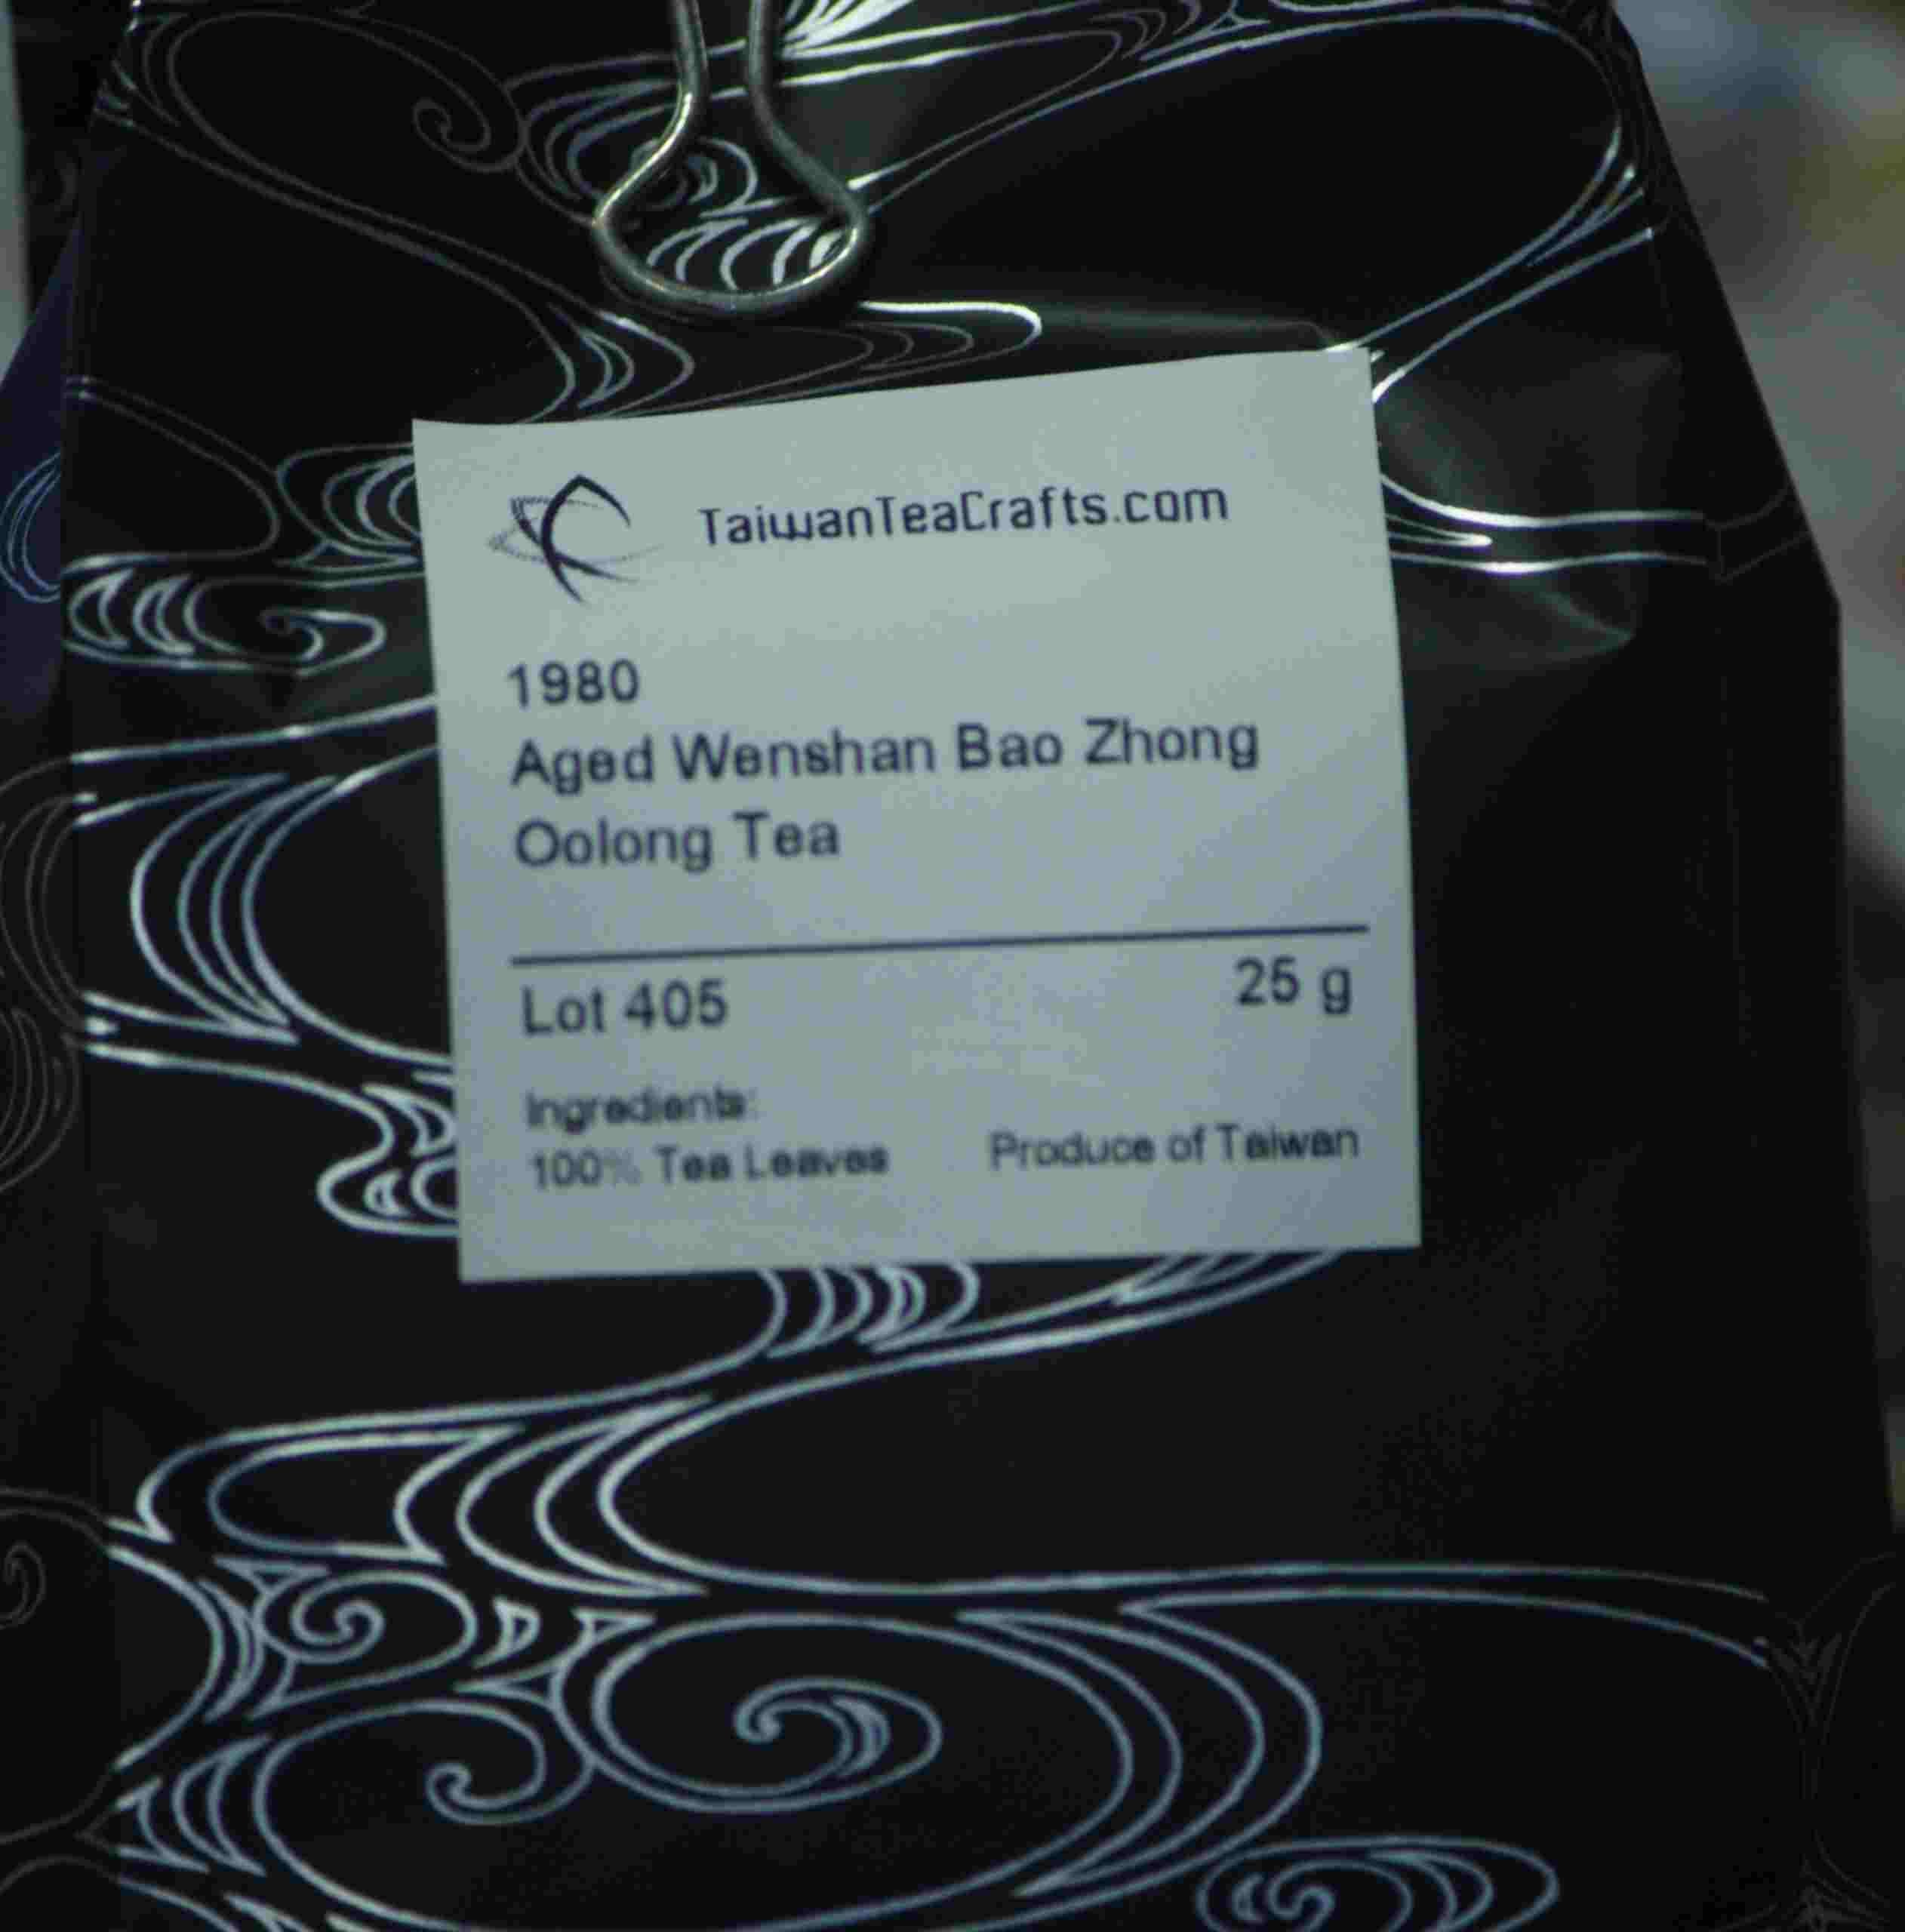 TaiwanTeaCrafts.com
1980
Aged Wenshan Bao Zhong
Oolong Tea
Lot 405 25 g
Ingredients:
100% Tea Leaves Produce of Taiwan